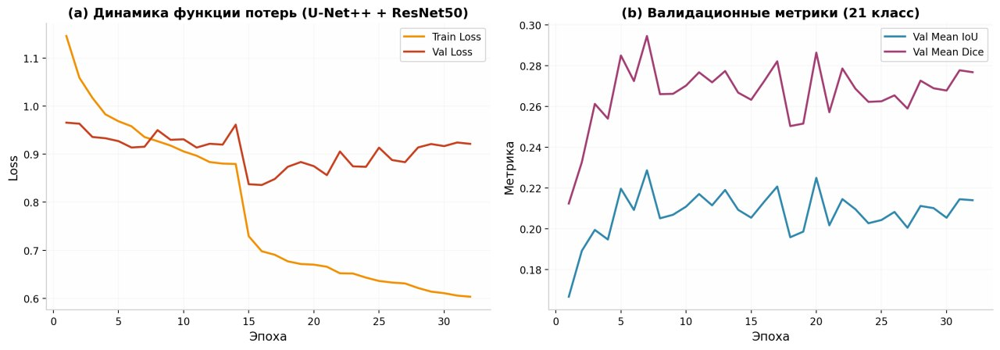 (a) Динамика функции потерь (U-Net++ + ResNet50)
Train Loss
Val Loss
1.1
1.0
0.9
0.8
0.7
0.6
Loss
0
5
10
15
20
25
30
Эпоха
(b) Валидационные метрики (21 класс)
Val Mean IoU
Val Mean Dice
0.30
0.28
0.26
0.24
0.22
0.20
0.18
Метрика
0
5
10
15
20
25
30
Эпоха